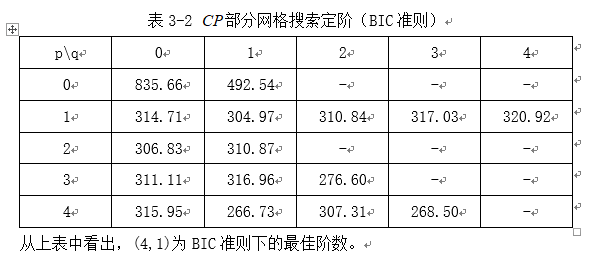 表 3-2 CP部分网格搜索定阶（BIC 准则）
p\q 0 1 2 3 4
0 835.66 492.54 - - -
1 314.71 304.97 310.84 317.03 320.92
2 306.83 310.87 - - -
3 311.11 316.96 276.60 - -
4 315.95 266.73 307.31 268.50 -
从上表中看出，(4,1)为 BIC 准则下的最佳阶数。